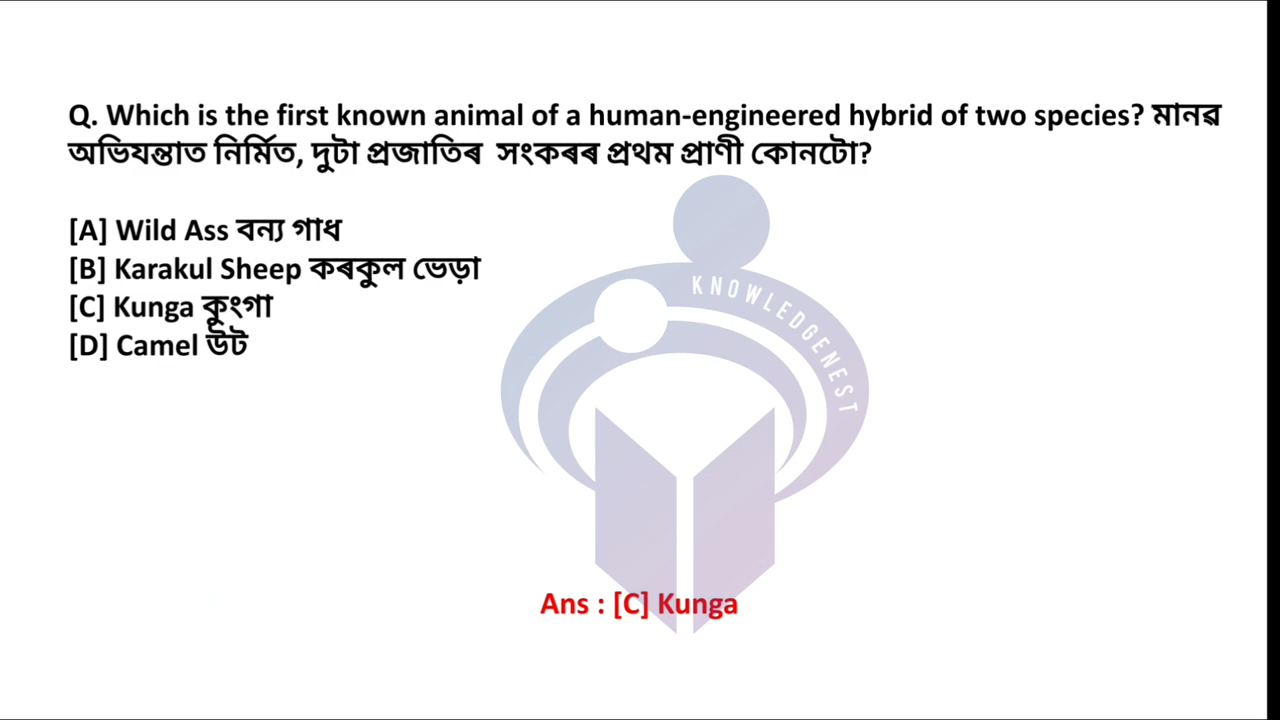 Q. Which is the first known animal of a human-engineered hybrid of two species? মানৱ
অভিযন্তাত নিৰ্মিত, দুটা প্ৰজাতিৰ সংকৰৰ প্ৰথম প্ৰাণী কোনটো?
[A] Wild Ass বন্য গাধ
[B] Karakul Sheep কৰকুল ভেড়া
[C] Kunga কুংগা
[D] Camel উট
KNOWLEDGENEST
Ans : [C] Kunga